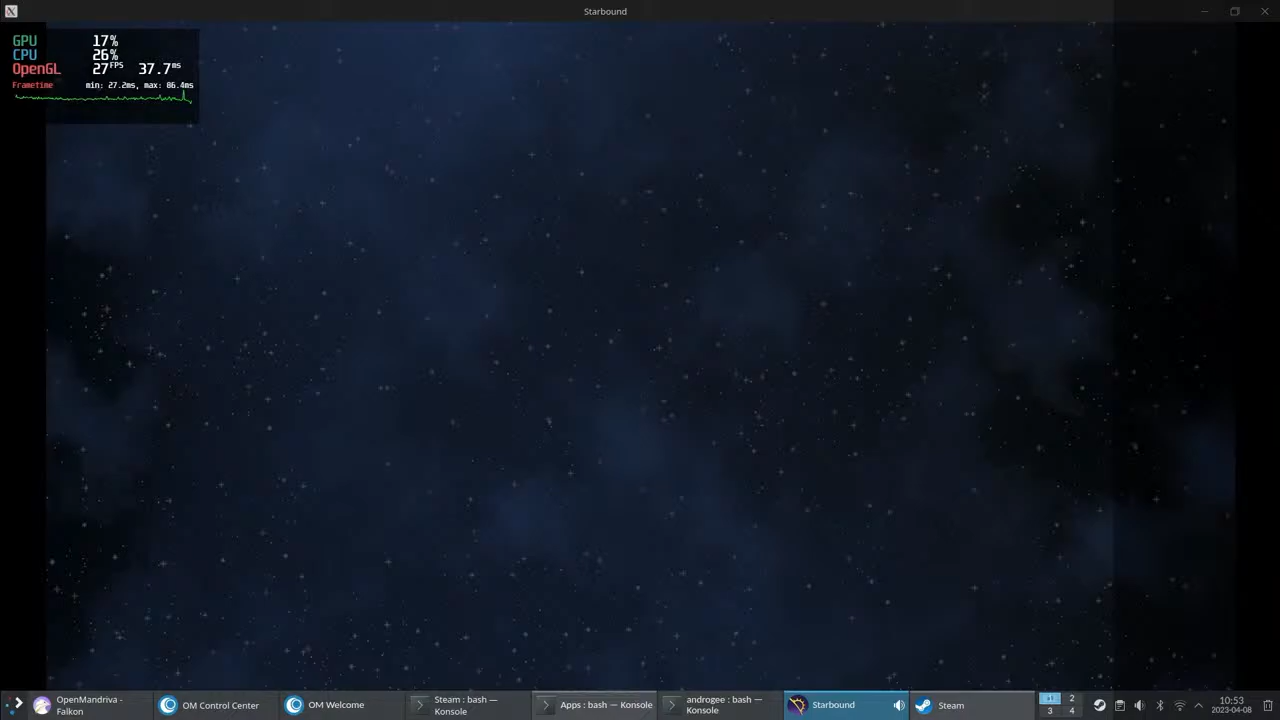 Starbound
GPU 17%
CPU 26%
OpenGL 27FPS 37.7ms
Frametime min: 27.2ms, max: 86.4ms
OpenMandriva -
Falkon
OM Control Center
OM Welcome
Steam : bash —
Konsole
Apps : bash — Konsole
androgee : bash —
Konsole
Starbound
Steam
2
3 4
10:53
2023-04-08